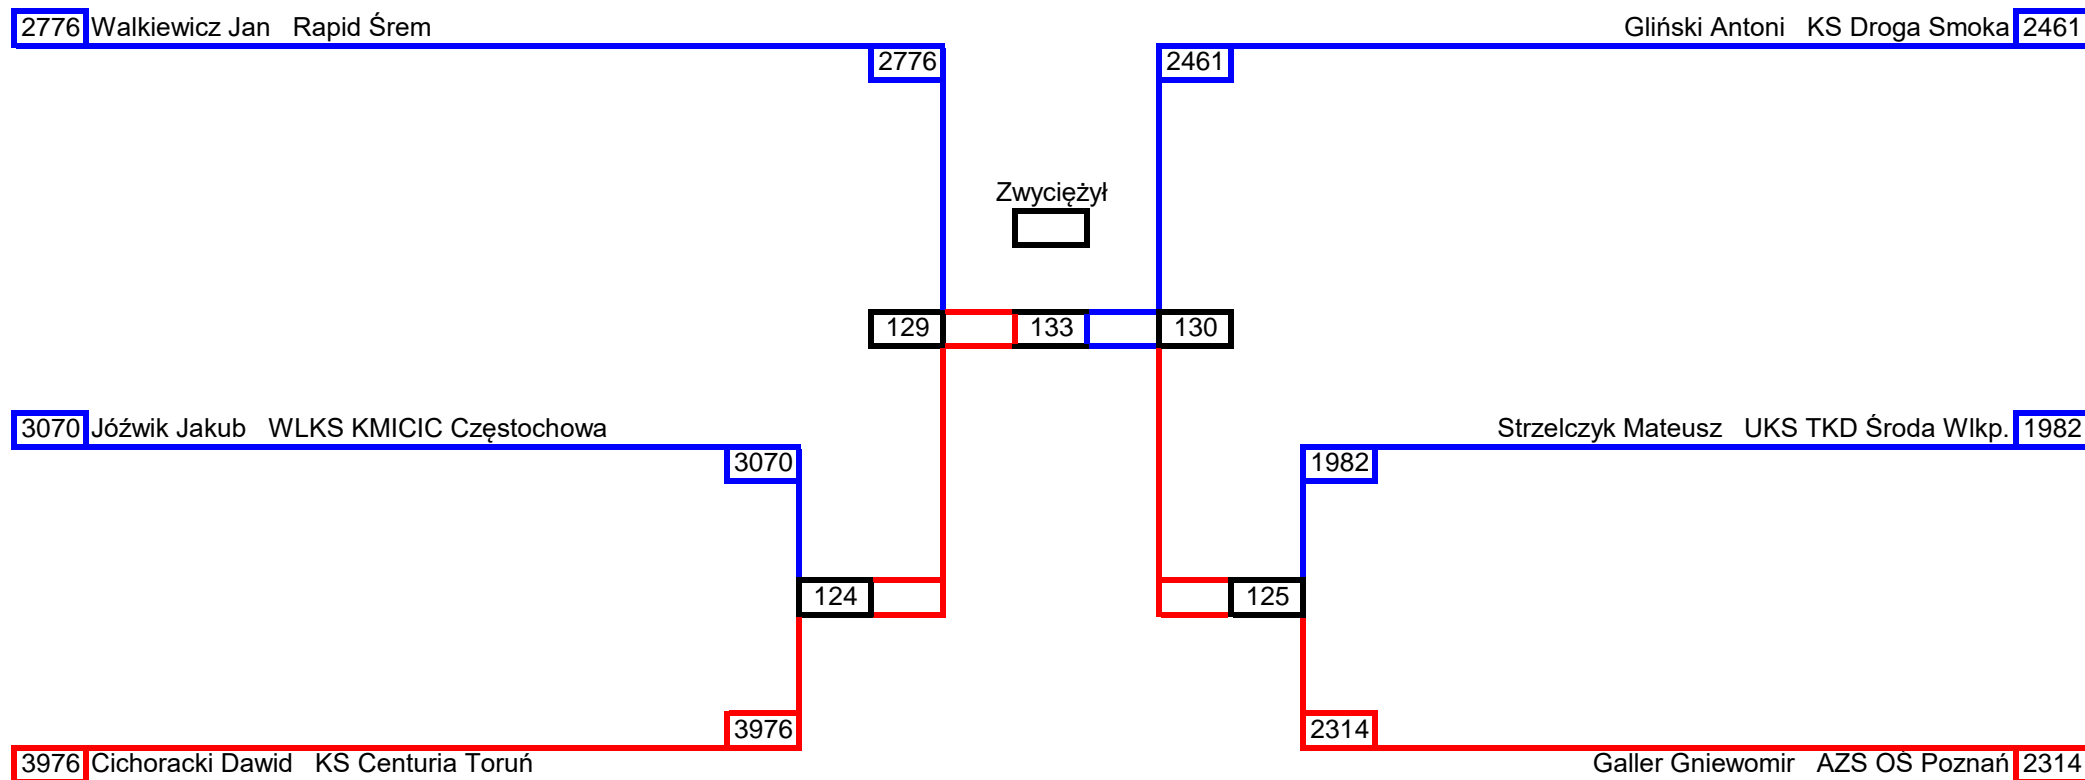 2776 Walkiewicz Jan Rapid Śrem
Gliński Antoni KS Droga Smoka 2461
2776
2461
Zwyciężył
129
133
130
3070 Jóźwik Jakub WLKS KMICIC Częstochowa
Strzelczyk Mateusz UKS TKD Środa Wlkp. 1982
3070
1982
124
125
3976
2314
3976 Cichoracki Dawid KS Centuria Toruń
Galler Gniewomir AZS OŚ Poznań 2314